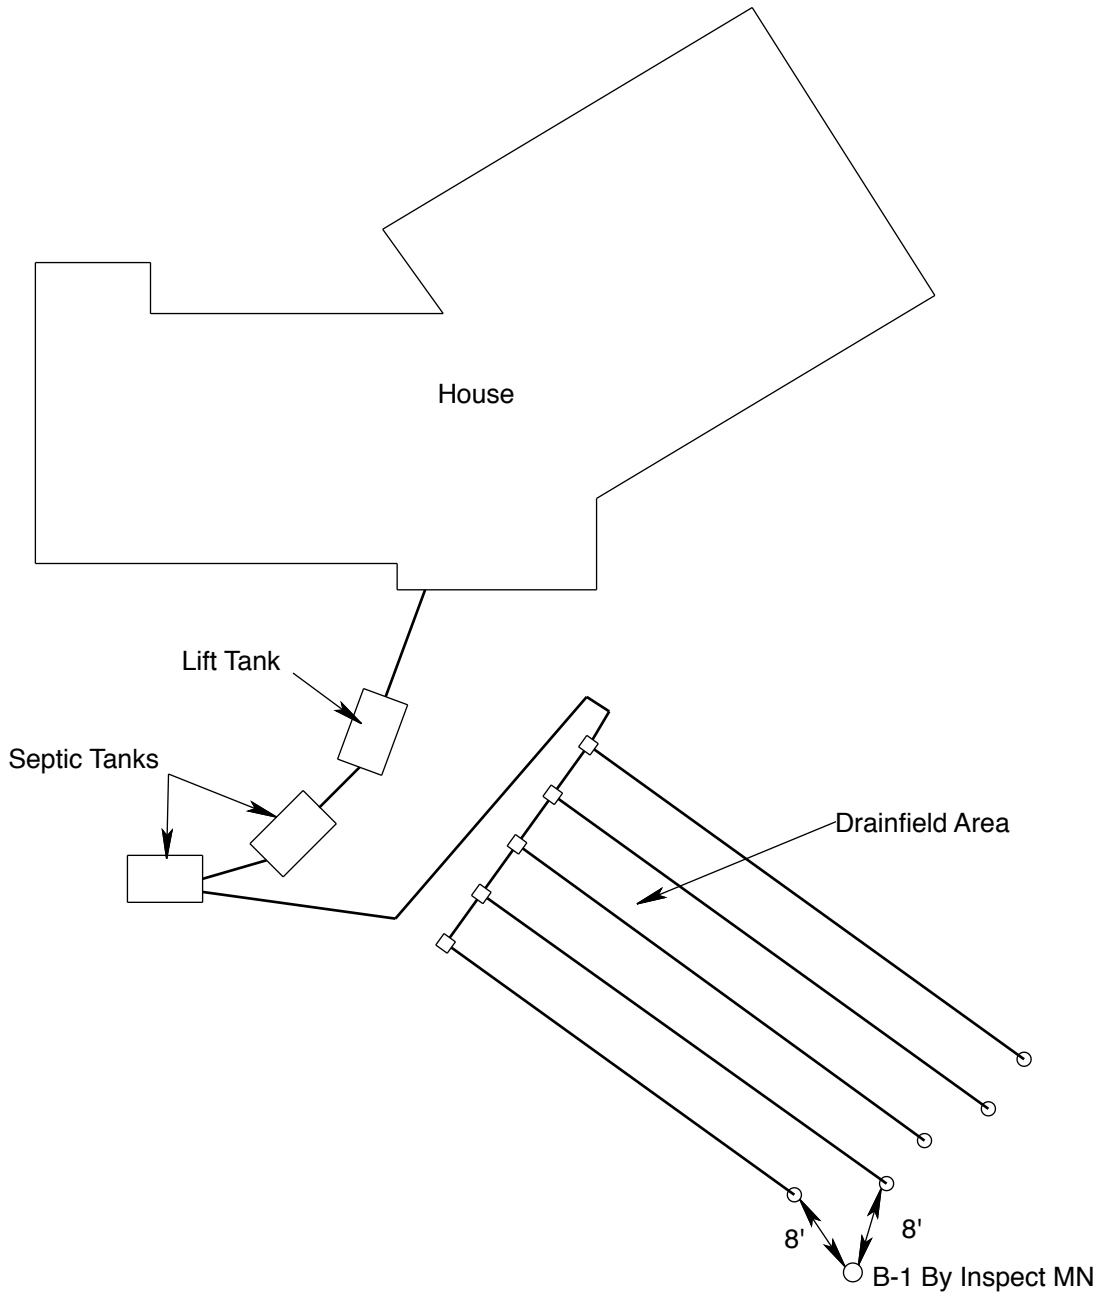 House
Lift Tank
Septic Tanks
Drainfield Area
8'
8'
B-1 By Inspect MN